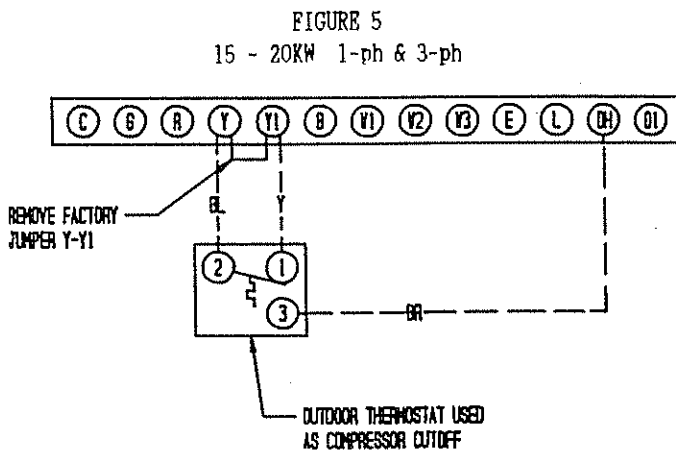 FIGURE 5
15 - 20KW 1-ph & 3-ph
C G R Y Y1 B W1 W2 W3 E L OH O1
REMOVE FACTORY
JUMPER Y-Y1
BL Y
2 1
3
BR
OUTDOOR THERMOSTAT USED
AS COMPRESSOR CUTOFF